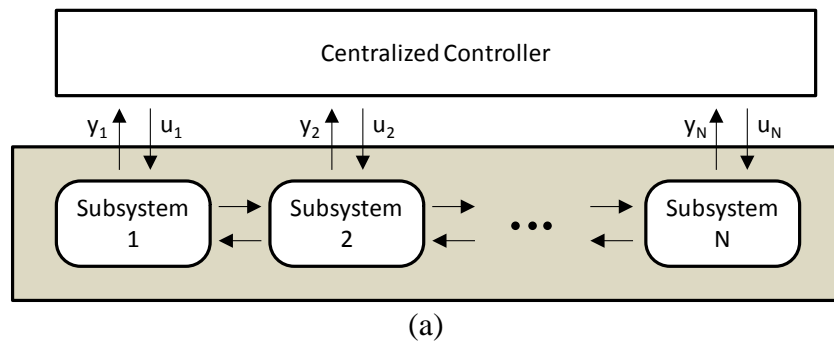 Centralized Controller
y1 u1 y2 u2 yN uN
Subsystem 1
Subsystem 2
...
Subsystem N
(a)